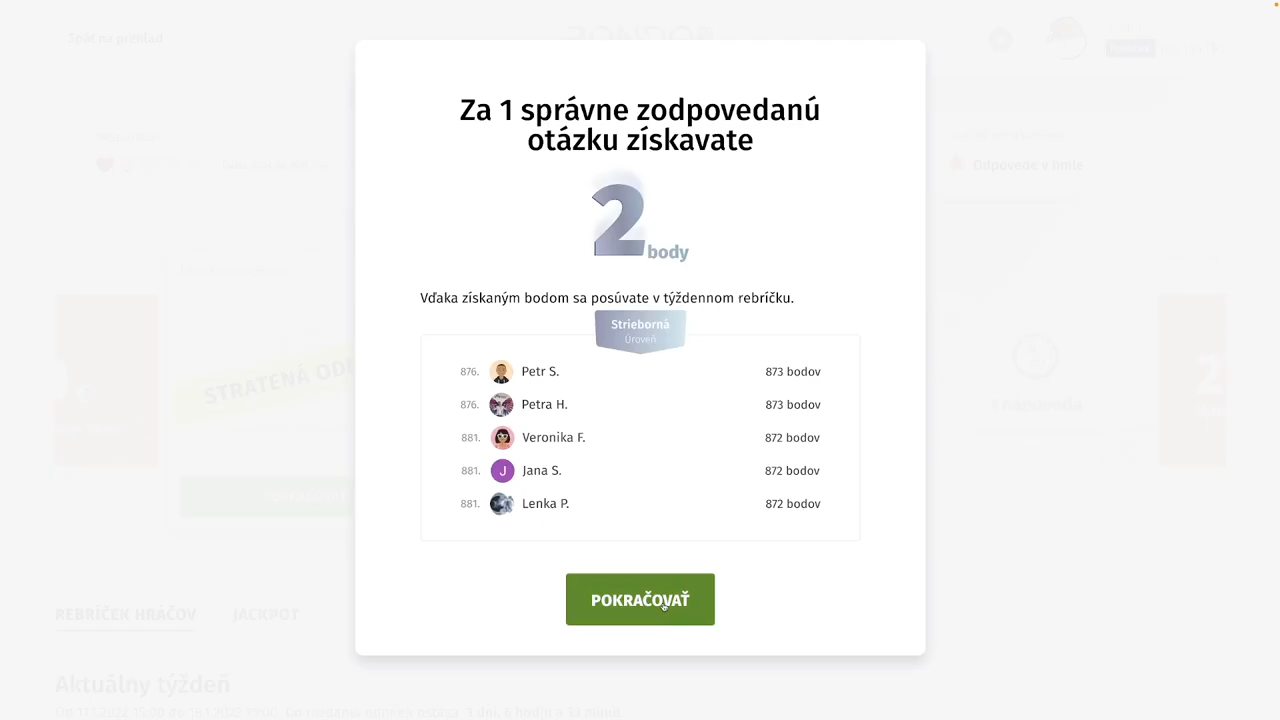 Späť na prehľad
Za 1 správne zodpovedanú
otázku získavate
2 body
Odpovede v tíme
Vďaka získaným bodom sa posúvate v týždennom rebríčku.
Strieborná
Úroveň
876. Petr S. 873 bodov
876. Petra H. 873 bodov
881. Veronika F. 872 bodov
881. J Jana S. 872 bodov
881. Lenka P. 872 bodov
STRATENÁ
POKRAČOVAŤ
REBRÍČEK HRÁČOV
JACKPOT
Aktuálny týždeň